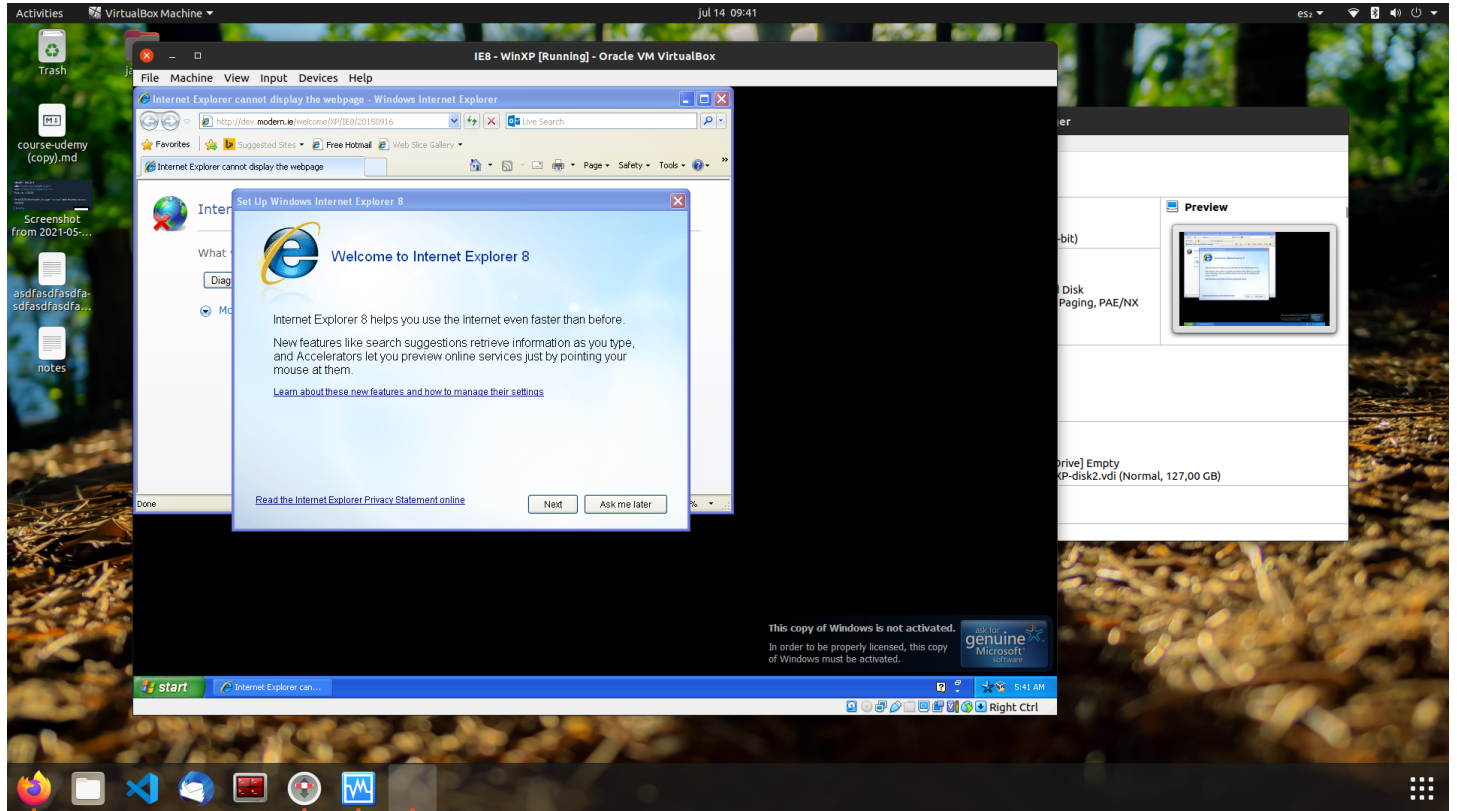 Activities
VirtualBox Machine
jul 14 09:41
es₂
Trash
ja
course-udemy
(copy).md
Screenshot
from 2021-05-...
asdfasdfasdfa-
sdfasdfasdfa...
notes
IE8 - WinXP [Running] - Oracle VM VirtualBox
File Machine View Input Devices Help
Internet Explorer cannot display the webpage - Windows Internet Explorer
http://dev.modern.ie/welcome/XP/IE8/20150916
Live Search
Favorites
Suggested Sites
Free Hotmail
Web Slice Gallery
Internet Explorer cannot display the webpage
Page Safety Tools
Inter
What
Diag
Mo
Set Up Windows Internet Explorer 8
Welcome to Internet Explorer 8
Internet Explorer 8 helps you use the Internet even faster than before.
New features like search suggestions retrieve information as you type,
and Accelerators let you preview online services just by pointing your
mouse at them.
Learn about these new features and how to manage their settings
Read the Internet Explorer Privacy Statement online
Next
Ask me later
Done
%
This copy of Windows is not activated.
In order to be properly licensed, this copy
of Windows must be activated.
ask for
genuine
Microsoft
software
start
Internet Explorer can...
5:41 AM
Right Ctrl
er
Preview
-bit)
Disk
Paging, PAE/NX
Drive] Empty
XP-disk2.vdi (Normal, 127,00 GB)